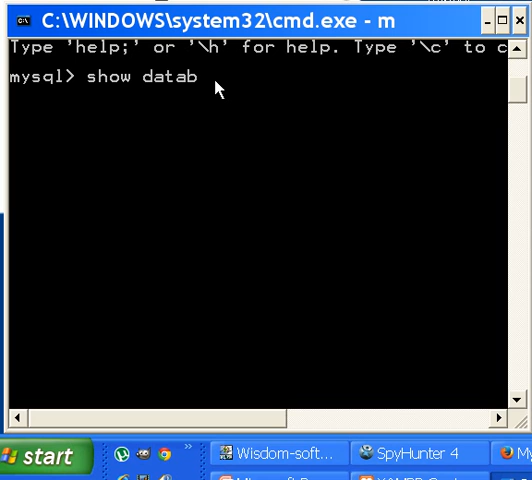 C:\WINDOWS\system32\cmd.exe - m
Type 'help;' or '\h' for help. Type '\c' to c
mysql> show datab
start
Wisdom-soft...
SpyHunter 4
My